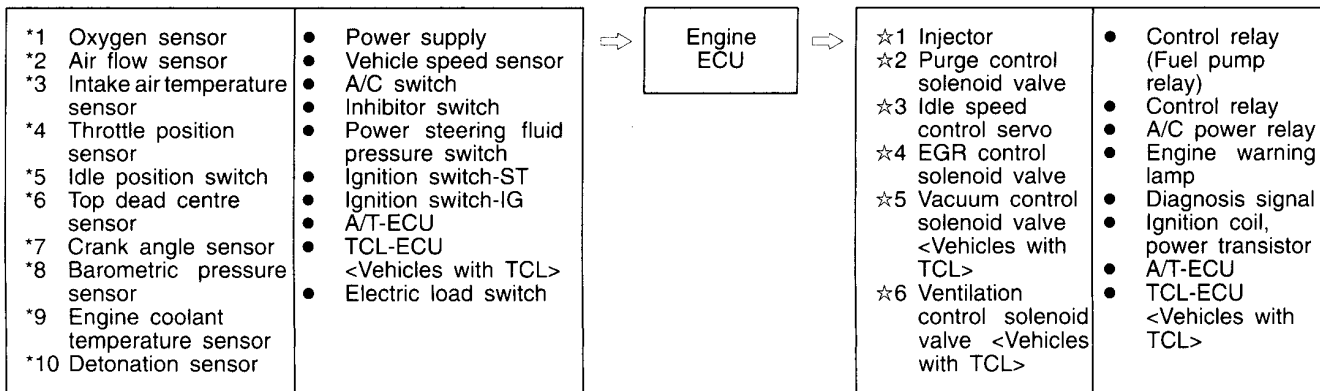 *1 Oxygen sensor
*2 Air flow sensor
*3 Intake air temperature
sensor
*4 Throttle position
sensor
*5 Idle position switch
*6 Top dead centre
sensor
*7 Crank angle sensor
*8 Barometric pressure
sensor
*9 Engine coolant
temperature sensor
*10 Detonation sensor
● Power supply
● Vehicle speed sensor
● A/C switch
● Inhibitor switch
● Power steering fluid
pressure switch
● Ignition switch-ST
● Ignition switch-IG
● A/T-ECU
● TCL-ECU
<Vehicles with TCL>
● Electric load switch
⇨
Engine
ECU
⇨
☆1 Injector
☆2 Purge control
solenoid valve
☆3 Idle speed
control servo
☆4 EGR control
solenoid valve
☆5 Vacuum control
solenoid valve
<Vehicles with
TCL>
☆6 Ventilation
control solenoid
valve <Vehicles
with TCL>
● Control relay
(Fuel pump
relay)
● Control relay
● A/C power relay
● Engine warning
lamp
● Diagnosis signal
● Ignition coil,
power transistor
● A/T-ECU
● TCL-ECU
<Vehicles with
TCL>